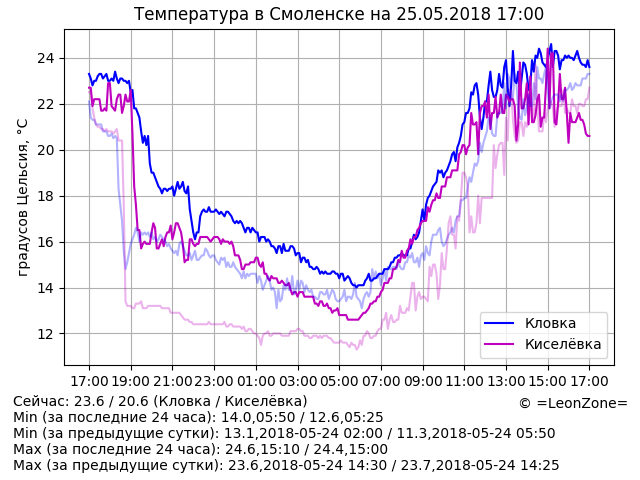 Температура в Смоленске на 25.05.2018 17:00
градусов Цельсия, °C
24
22
20
18
16
14
12
17:00 19:00 21:00 23:00 01:00 03:00 05:00 07:00 09:00 11:00 13:00 15:00 17:00
Кловка
Киселёвка
Сейчас: 23.6 / 20.6 (Кловка / Киселёвка)
© =LeonZone=
Min (за последние 24 часа): 14.0,05:50 / 12.6,05:25
Min (за предыдущие сутки): 13.1,2018-05-24 02:00 / 11.3,2018-05-24 05:50
Max (за последние 24 часа): 24.6,15:10 / 24.4,15:00
Max (за предыдущие сутки): 23.6,2018-05-24 14:30 / 23.7,2018-05-24 14:25